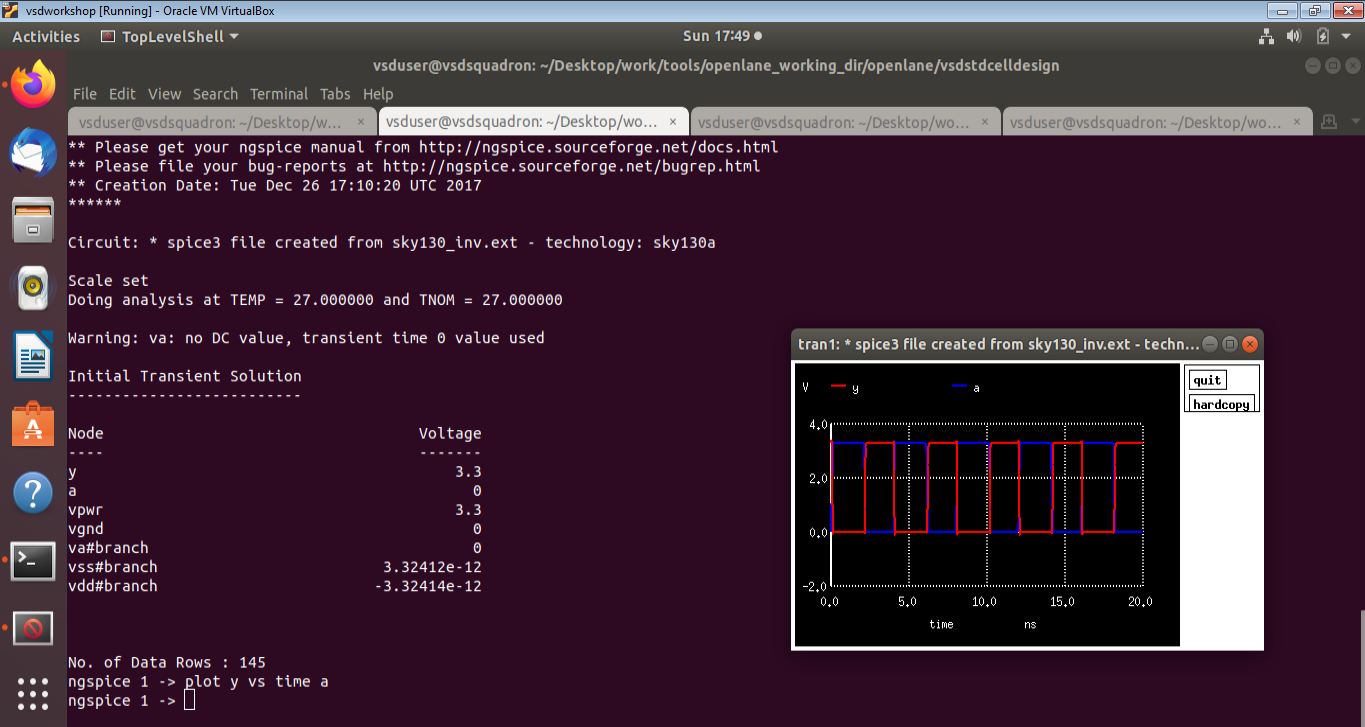 vsdworkshop [Running] - Oracle VM VirtualBox
Activities TopLevelShell Sun 17:49
vsduser@vsdsquadron: ~/Desktop/work/tools/openlane_working_dir/openlane/vsdstdcelldesign
File Edit View Search Terminal Tabs Help
vsduser@vsdsquadron: ~/Desktop/w... × vsduser@vsdsquadron: ~/Desktop/wo... × vsduser@vsdsquadron: ~/Desktop/wo... × vsduser@vsdsquadron: ~/Desktop/wo... ×
** Please get your ngspice manual from http://ngspice.sourceforge.net/docs.html
** Please file your bug-reports at http://ngspice.sourceforge.net/bugrep.html
** Creation Date: Tue Dec 26 17:10:20 UTC 2017
******
Circuit: * spice3 file created from sky130_inv.ext - technology: sky130a
Scale set
Doing analysis at TEMP = 27.000000 and TNOM = 27.000000
Warning: va: no DC value, transient time 0 value used
Initial Transient Solution
--------------------------
Node Voltage
---- -------
y 3.3
a 0
vpwr 3.3
vgnd 0
va#branch 0
vss#branch 3.32412e-12
vdd#branch -3.32414e-12
No. of Data Rows : 145
ngspice 1 -> plot y vs time a
ngspice 1 ->
tran1: * spice3 file created from sky130_inv.ext - techn...
V y a
quit
hardcopy
4.0
2.0
0.0
-2.0
0.0 5.0 10.0 15.0 20.0
time ns